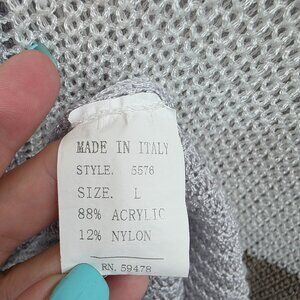 MADE IN ITALY
STYLE. 5576
SIZE. L
88% ACRYLIC
12% NYLON
RN. 59478